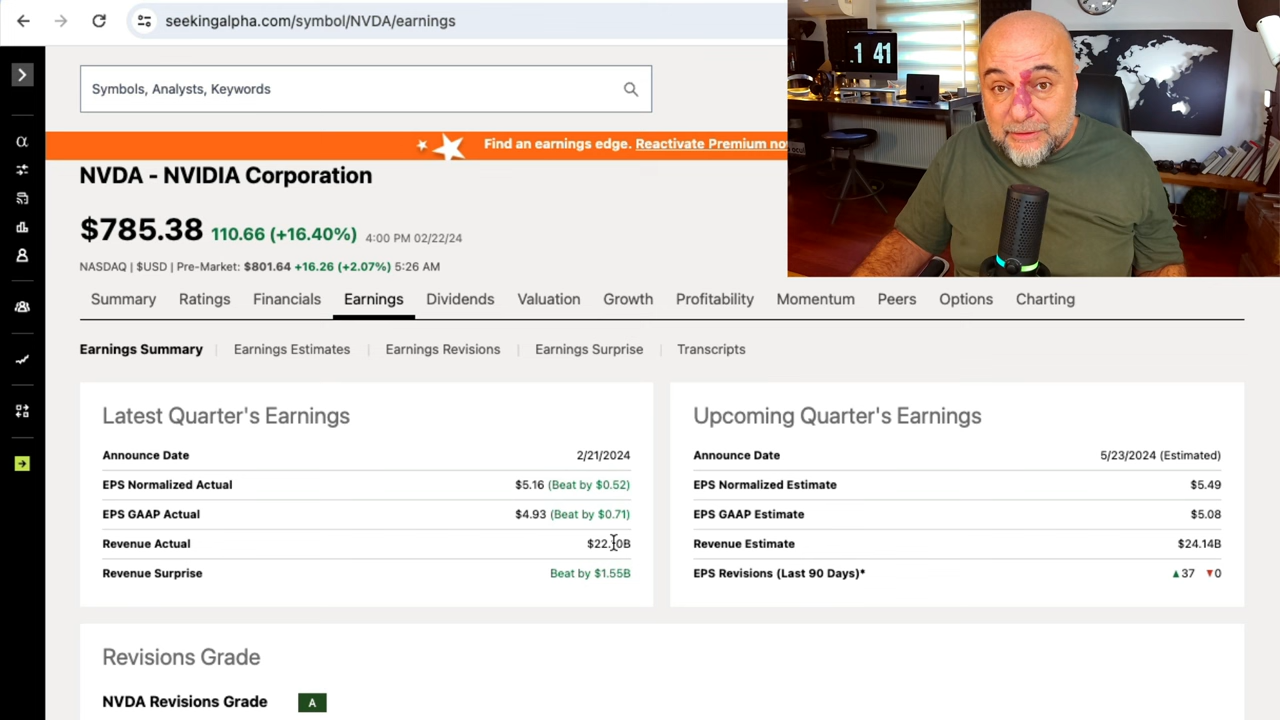 seekingalpha.com/symbol/NVDA/earnings
1 41
Symbols, Analysts, Keywords
Find an earnings edge. Reactivate Premium no
NVDA - NVIDIA Corporation
$785.38 110.66 (+16.40%) 4:00 PM 02/22/24
NASDAQ | $USD | Pre-Market: $801.64 +16.26 (+2.07%) 5:26 AM
Summary Ratings Financials Earnings Dividends Valuation Growth Profitability Momentum Peers Options Charting
Earnings Summary | Earnings Estimates | Earnings Revisions | Earnings Surprise | Transcripts
Latest Quarter's Earnings
Announce Date 2/21/2024
EPS Normalized Actual $5.16 (Beat by $0.52)
EPS GAAP Actual $4.93 (Beat by $0.71)
Revenue Actual
Revenue Surprise Beat by $1.55B
Upcoming Quarter's Earnings
Announce Date 5/23/2024 (Estimated)
EPS Normalized Estimate $5.49
EPS GAAP Estimate $5.08
Revenue Estimate $24.14B
EPS Revisions (Last 90 Days)* ▲37 ▼0
Revisions Grade
NVDA Revisions Grade A